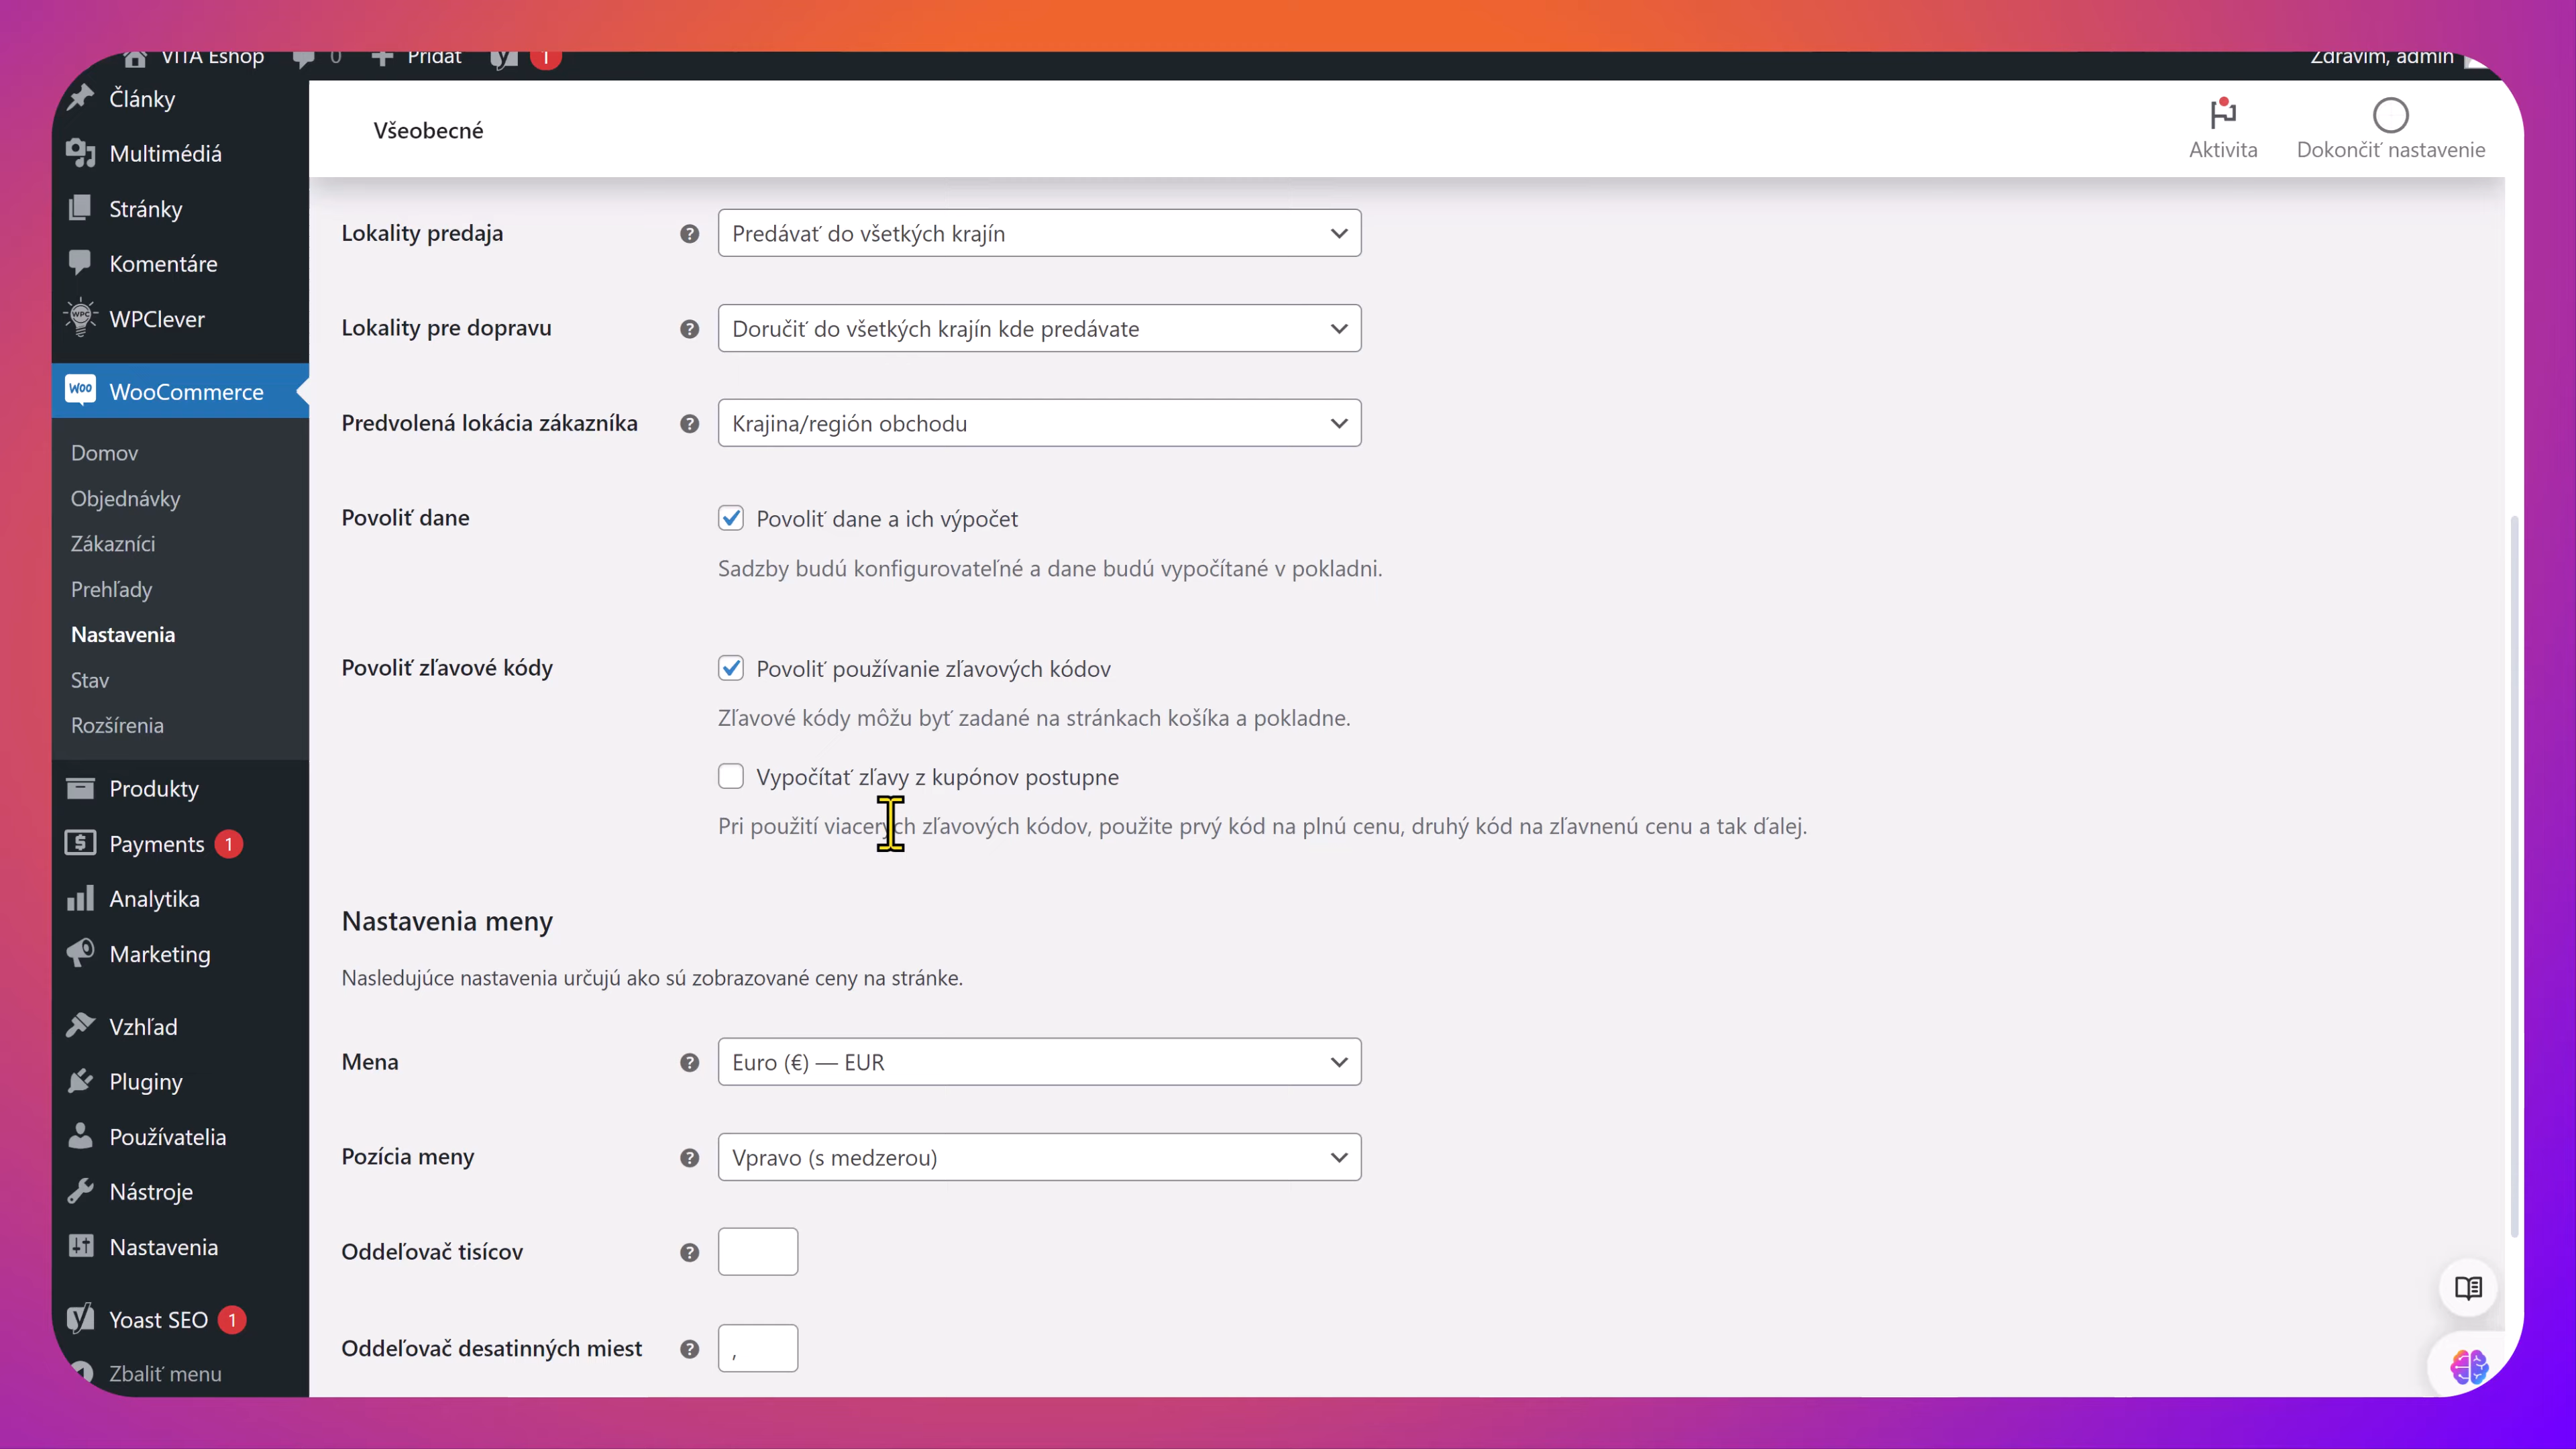 VITA Eshop 0 Pridať 1 Zdravím, admin
Články
Multimédiá
Stránky
Komentáre
WPC WPClever
Woo WooCommerce
Domov
Objednávky
Zákazníci
Prehľady
Nastavenia
Stav
Rozšírenia
Produkty
Payments 1
Analytika
Marketing
Vzhľad
Pluginy
Používatelia
Nástroje
Nastavenia
Yoast SEO 1
Zbaliť menu
Všeobecné
Aktivita
Dokončiť nastavenie
Lokality predaja ? Predávať do všetkých krajín
Lokality pre dopravu ? Doručiť do všetkých krajín kde predávate
Predvolená lokácia zákazníka ? Krajina/región obchodu
Povoliť dane Povoliť dane a ich výpočet
Sadzby budú konfigurovateľné a dane budú vypočítané v pokladni.
Povoliť zľavové kódy Povoliť používanie zľavových kódov
Zľavové kódy môžu byť zadané na stránkach košíka a pokladne.
Vypočítať zľavy z kupónov postupne
Pri použití viacerých zľavových kódov, použite prvý kód na plnú cenu, druhý kód na zľavnenú cenu a tak ďalej.
Nastavenia meny
Nasledujúce nastavenia určujú ako sú zobrazované ceny na stránke.
Mena ? Euro (€) — EUR
Pozícia meny ? Vpravo (s medzerou)
Oddeľovač tisícov ?
Oddeľovač desatinných miest ? ,